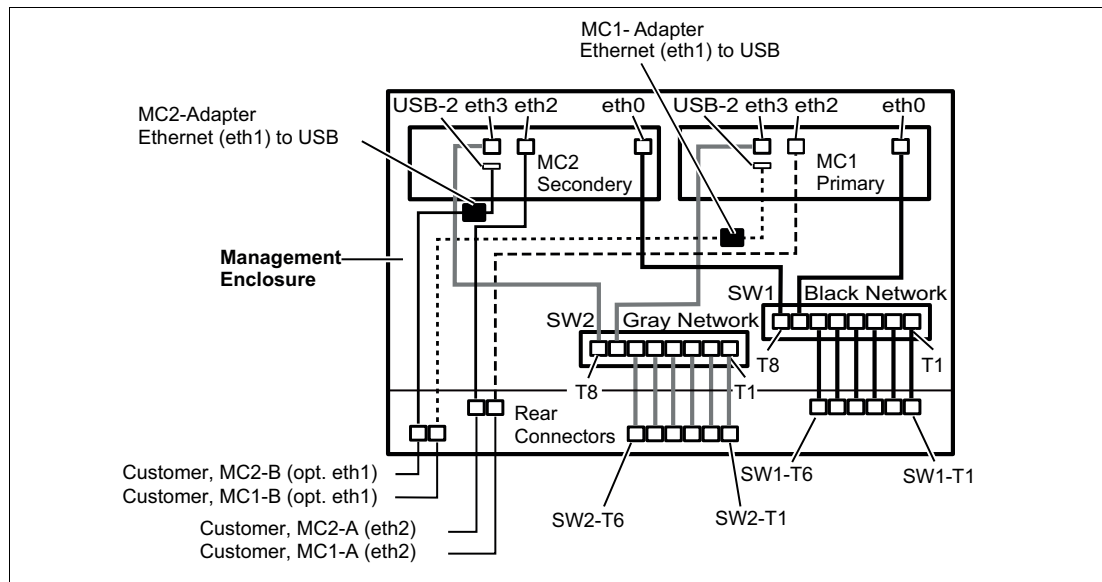 MC1- Adapter
Ethernet (eth1) to USB
MC2-Adapter
Ethernet (eth1) to USB
USB-2 eth3 eth2 eth0 USB-2 eth3 eth2 eth0
MC2
Secondery
MC1
Primary
Management
Enclosure
SW1 Black Network
SW2 Gray Network
T8 T1
T8 T1
Rear
Connectors
Customer, MC2-B (opt. eth1)
Customer, MC1-B (opt. eth1)
SW1-T6 SW1-T1
SW2-T6 SW2-T1
Customer, MC2-A (eth2)
Customer, MC1-A (eth2)